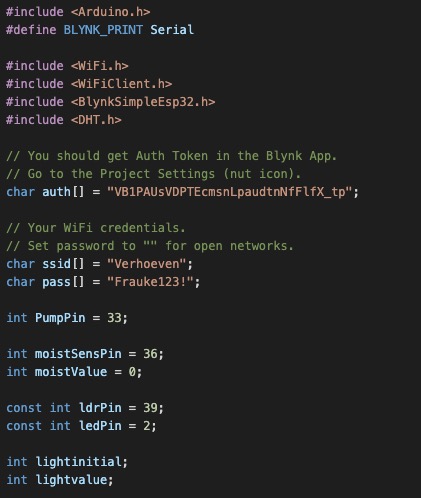 #include <Arduino.h>
#define BLYNK_PRINT Serial
#include <WiFi.h>
#include <WiFiClient.h>
#include <BlynkSimpleEsp32.h>
#include <DHT.h>
// You should get Auth Token in the Blynk App.
// Go to the Project Settings (nut icon).
char auth[] = "VB1PAUsVDPTEcmsnLpaudtnNfFlfX_tp";
// Your WiFi credentials.
// Set password to "" for open networks.
char ssid[] = "Verhoeven";
char pass[] = "Frauke123!";
int PumpPin = 33;
int moistSensPin = 36;
int moistValue = 0;
const int ldrPin = 39;
const int ledPin = 2;
int lightinitial;
int lightvalue;